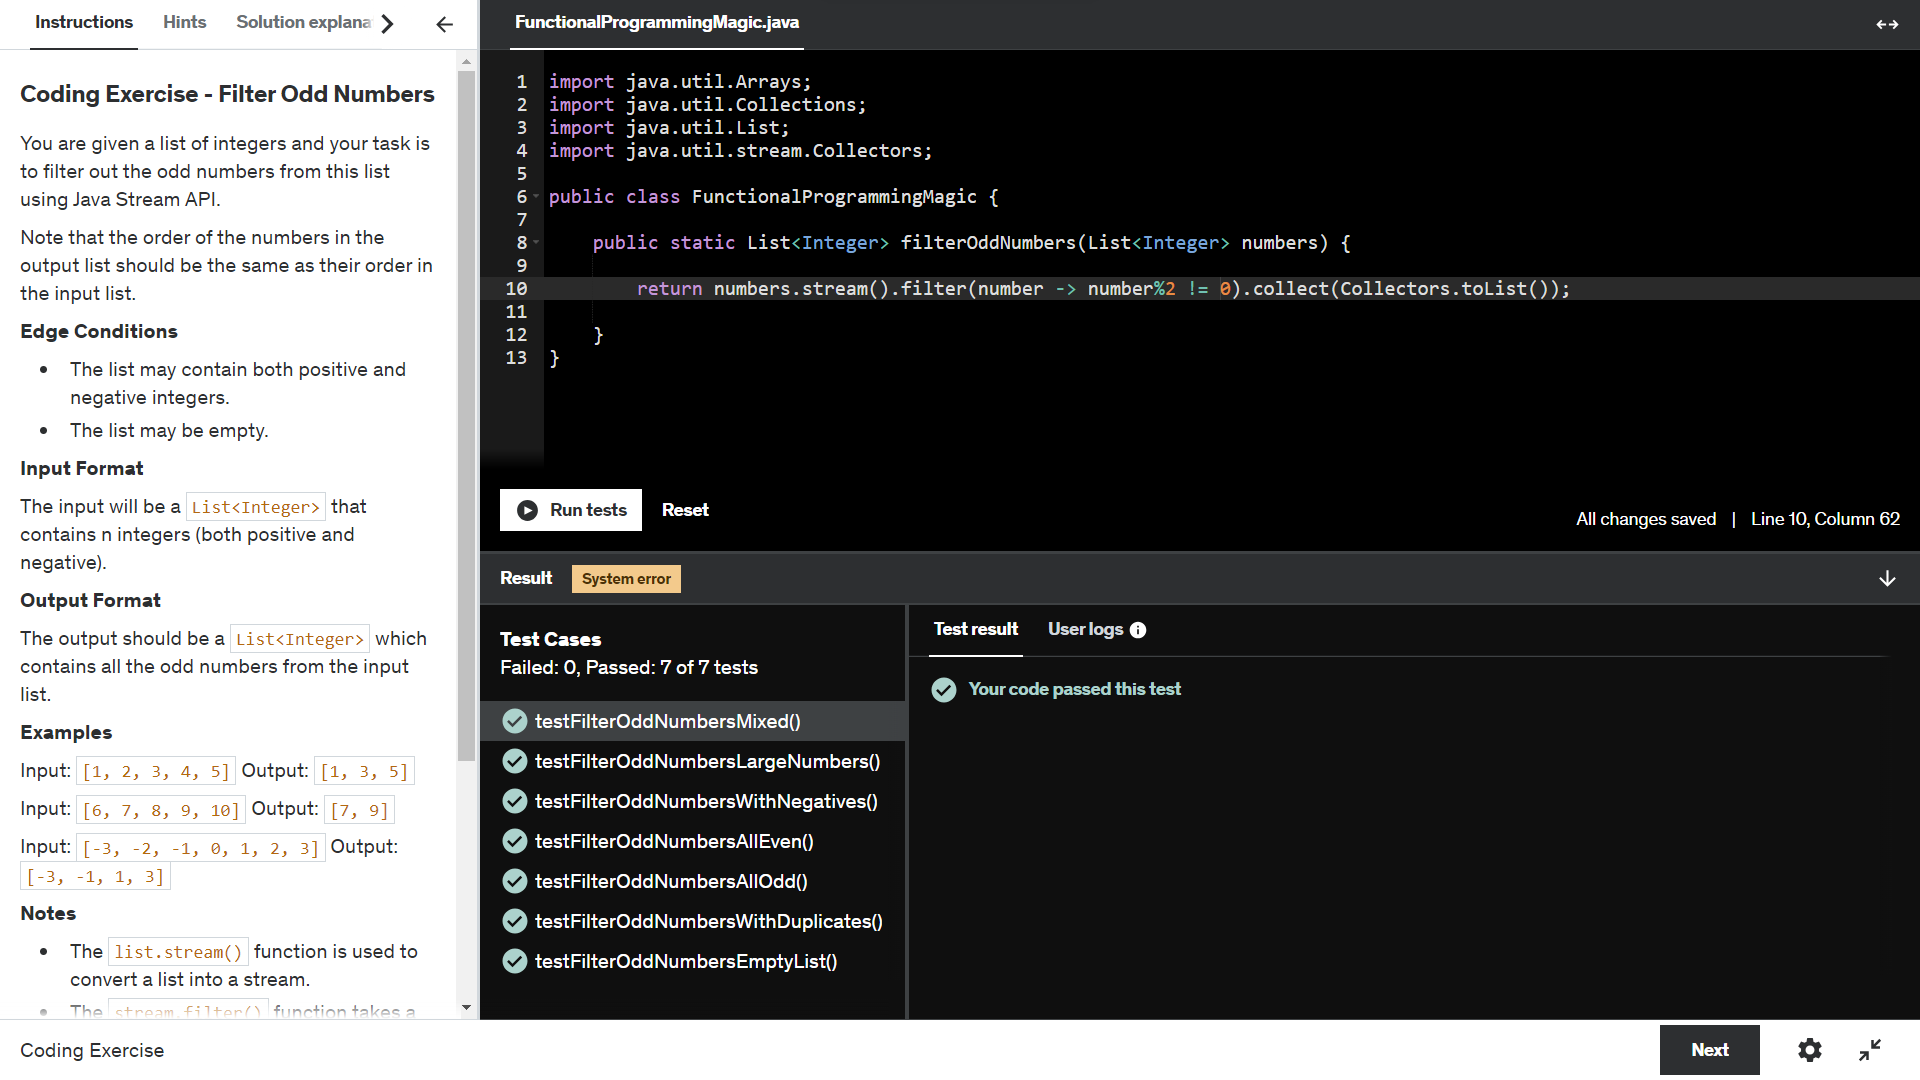 Instructions Hints Solution explana
Coding Exercise - Filter Odd Numbers
You are given a list of integers and your task is
to filter out the odd numbers from this list
using Java Stream API.
Note that the order of the numbers in the
output list should be the same as their order in
the input list.
Edge Conditions
• The list may contain both positive and
negative integers.
• The list may be empty.
Input Format
The input will be a List<Integer> that
contains n integers (both positive and
negative).
Output Format
The output should be a List<Integer> which
contains all the odd numbers from the input
list.
Examples
Input: [1, 2, 3, 4, 5] Output: [1, 3, 5]
Input: [6, 7, 8, 9, 10] Output: [7, 9]
Input: [-3, -2, -1, 0, 1, 2, 3] Output:
[-3, -1, 1, 3]
Notes
• The list.stream() function is used to
convert a list into a stream.
• The stream.filter() function takes a
FunctionalProgrammingMagic.java
1 import java.util.Arrays;
2 import java.util.Collections;
3 import java.util.List;
4 import java.util.stream.Collectors;
5
6 public class FunctionalProgrammingMagic {
7
8 public static List<Integer> filterOddNumbers(List<Integer> numbers) {
9
10 return numbers.stream().filter(number -> number%2 != 0).collect(Collectors.toList());
11
12 }
13 }
Run tests Reset
All changes saved | Line 10, Column 62
Result System error
Test Cases
Failed: 0, Passed: 7 of 7 tests
testFilterOddNumbersMixed()
testFilterOddNumbersLargeNumbers()
testFilterOddNumbersWithNegatives()
testFilterOddNumbersAllEven()
testFilterOddNumbersAllOdd()
testFilterOddNumbersWithDuplicates()
testFilterOddNumbersEmptyList()
Test result User logs
Your code passed this test
Coding Exercise
Next